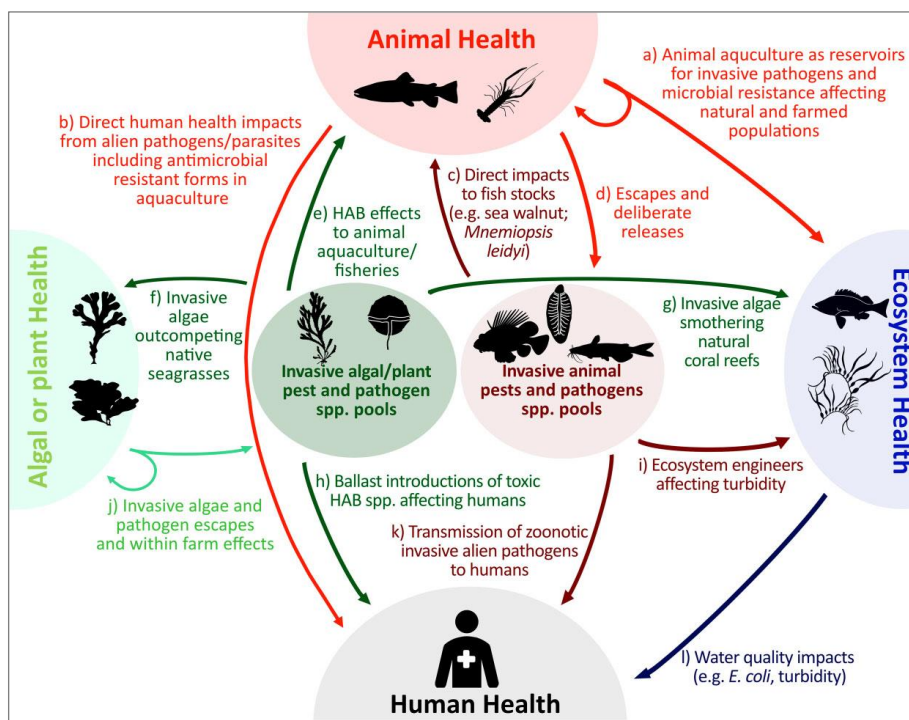 Animal Health
a) Animal aquculture as reservoirs
for invasive pathogens and
microbial resistance affecting
natural and farmed
populations
b) Direct human health impacts
from alien pathogens/parasites
including antimicrobial
resistant forms in
aquaculture
c) Direct impacts
to fish stocks
(e.g. sea walnut;
Mnemiopsis
leidyi)
d) Escapes and
deliberate
releases
e) HAB effects
to animal
aquaculture/
fisheries
Algal or plant Health
f) Invasive
algae
outcompeting
native
seagrasses
Invasive algal/plant
pest and pathogen
spp. pools
Invasive animal
pests and pathogens
spp. pools
g) Invasive algae
smothering
natural
coral reefs
Ecosystem Health
h) Ballast introductions of toxic
HAB spp. affecting humans
i) Ecosystem engineers
affecting turbidity
j) Invasive algae and
pathogen escapes
and within farm effects
k) Transmission of zoonotic
invasive alien pathogens
to humans
l) Water quality impacts
(e.g. E. coli, turbidity)
Human Health